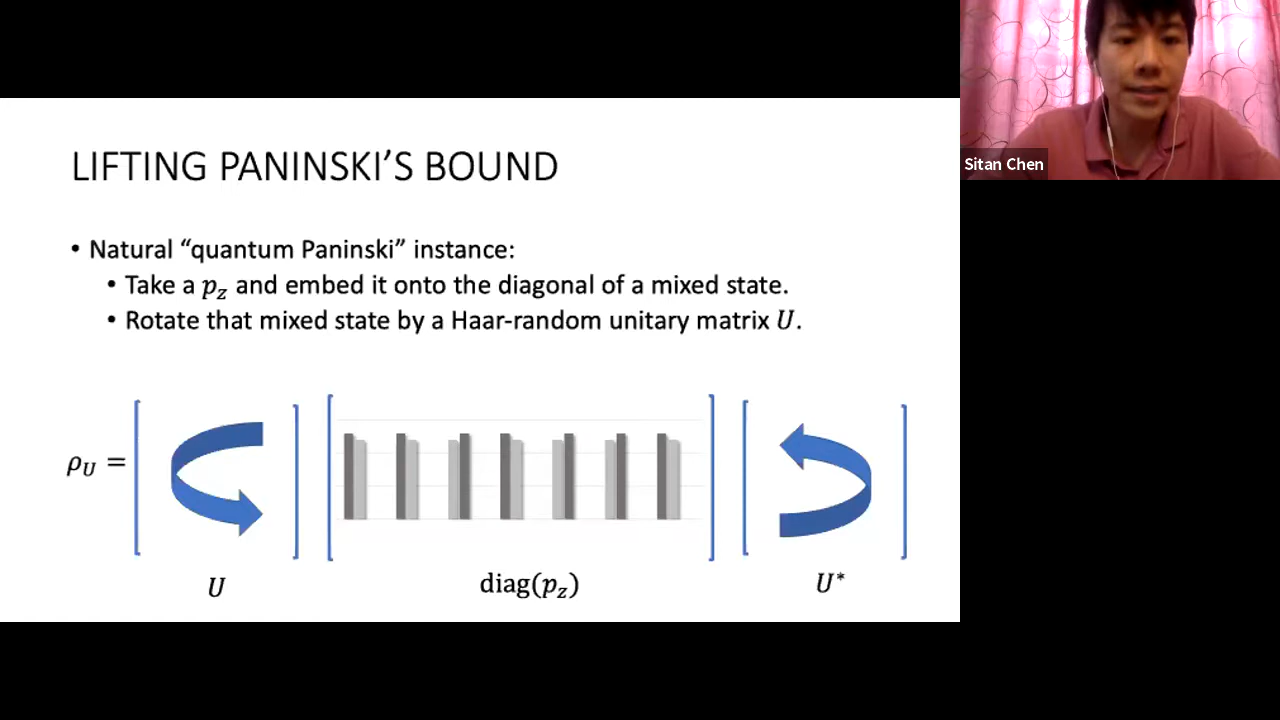 LIFTING PANINSKI’S BOUND
• Natural “quantum Paninski” instance:
• Take a p_z and embed it onto the diagonal of a mixed state.
• Rotate that mixed state by a Haar-random unitary matrix U.
ρ_U =
U
diag(p_z)
U*
Sitan Chen